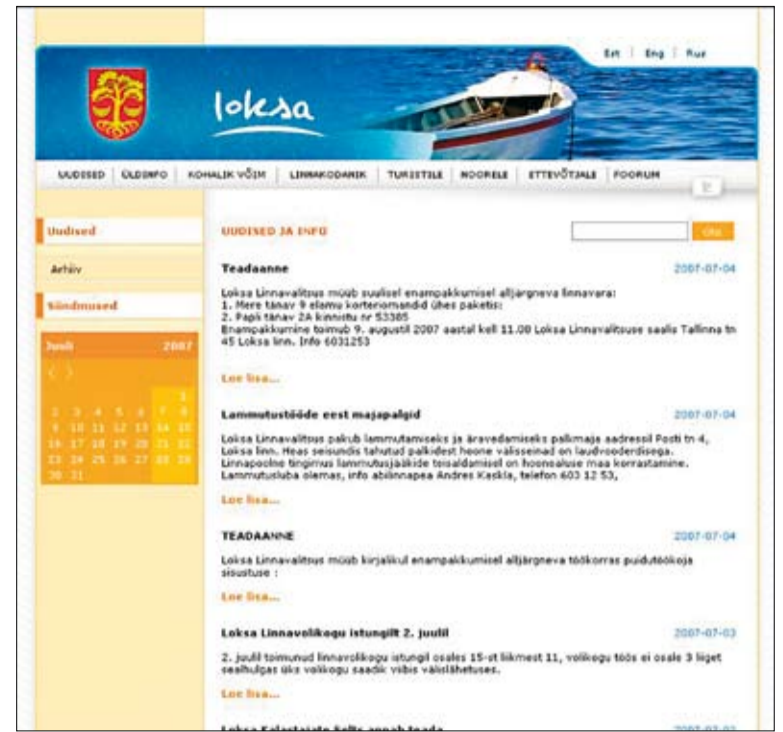 Est | Eng | Rus
loksa
UUDISED | ÜLDINFO | KOHALIK VÕIM | LINNAKODANIK | TURISTILE | NOORELE | ETTEVÕTJALE | FOORUM
Uudised
Arhiiv
Sündmused
Juuli 2007
1
2 3 4 5 6 7 8
9 10 11 12 13 14 15
16 17 18 19 20 21 22
23 24 25 26 27 28 29
30 31
UUDISED JA INFO
Otsi
Teadaanne 2007-07-04
Loksa Linnavalitsus müüb suulisel enampakkumisel alljärgneva linnavara:
1. Mere tänav 9 elamu korteriomandid ühes paketis:
2. Papli tänav 2A kinnistu nr 53385
Enampakkumine toimub 9. augustil 2007 aastal kell 11.00 Loksa Linnavalitsuse saalis Tallinna tn
45 Loksa linn. Info 6031253
Loe lisa...
Lammutustööde eest majapalgid 2007-07-04
Loksa Linnavalitsus pakub lammutamiseks ja äravedamiseks palkmaja aadressil Posti tn 4,
Loksa linn. Heas seisundis tahutud palkidest hoone välisseinad on laudvooderdisega.
Linnapoolne tingimus lammutusjääkide teisaldamisel on hoonealuse maa korrastamine.
Lammutusluba olemas, info abilinnapea Andres Kaskla, telefon 603 12 53,
Loe lisa...
TEADAANNE 2007-07-04
Loksa Linnavalitsus müüb kirjalikul enampakkumisel alljärgneva töökorras puidutöökoja
sisustuse :
Loe lisa...
Loksa Linnavolikogu istungilt 2. juulil 2007-07-03
2. juulil toimunud linnavolikogu istungil osales 15-st liikmest 11, volikogu töös ei osale 3 liiget
sealhulgas üks volikogu saadik viibis välislähetuses.
Loe lisa...